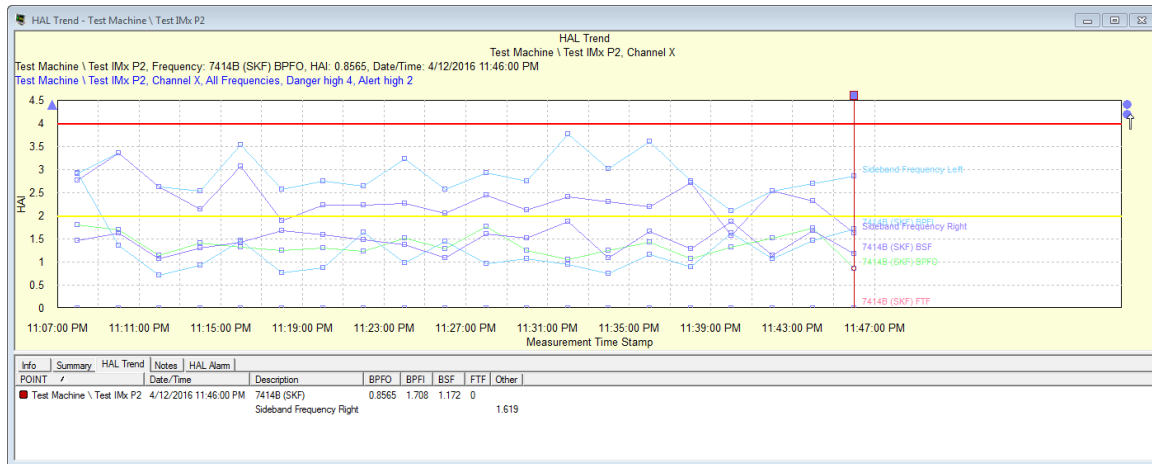 HAL Trend - Test Machine \ Test IMx P2
HAL Trend
Test Machine \ Test IMx P2, Channel X
Test Machine \ Test IMx P2, Frequency: 7414B (SKF) BPFO, HAI: 0.8565, Date/Time: 4/12/2016 11:46:00 PM
Test Machine \ Test IMx P2, Channel X, All Frequencies, Danger high 4, Alert high 2
4.5
4
3.5
3
2.5
2
1.5
1
0.5
0
HAI
Sideband Frequency Left
7414B (SKF) BPFI
Sideband Frequency Right
7414B (SKF) BSF
7414B (SKF) BPFO
7414B (SKF) FTF
11:07:00 PM 11:11:00 PM 11:15:00 PM 11:19:00 PM 11:23:00 PM 11:27:00 PM 11:31:00 PM 11:35:00 PM 11:39:00 PM 11:43:00 PM 11:47:00 PM
Measurement Time Stamp
Info Summary HAL Trend Notes HAL Alarm
POINT / Date/Time Description BPFO BPFI BSF FTF Other
Test Machine \ Test IMx P2 4/12/2016 11:46:00 PM 7414B (SKF) 0.8565 1.708 1.172 0
Sideband Frequency Right 1.619